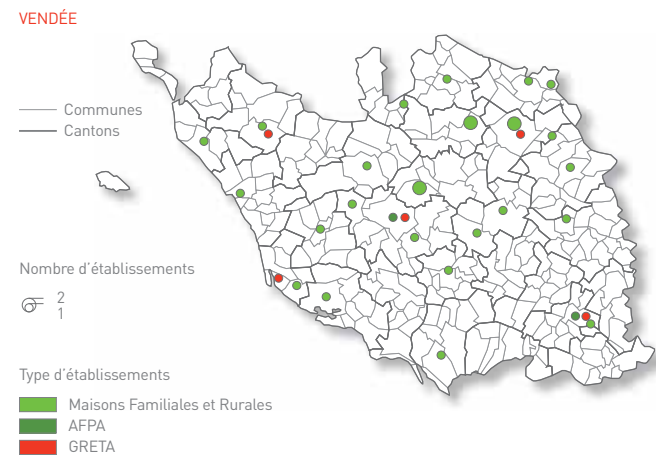 VENDÉE
Communes
Cantons
Nombre d'établissements
2
1
Type d'établissements
Maisons Familiales et Rurales
AFPA
GRETA